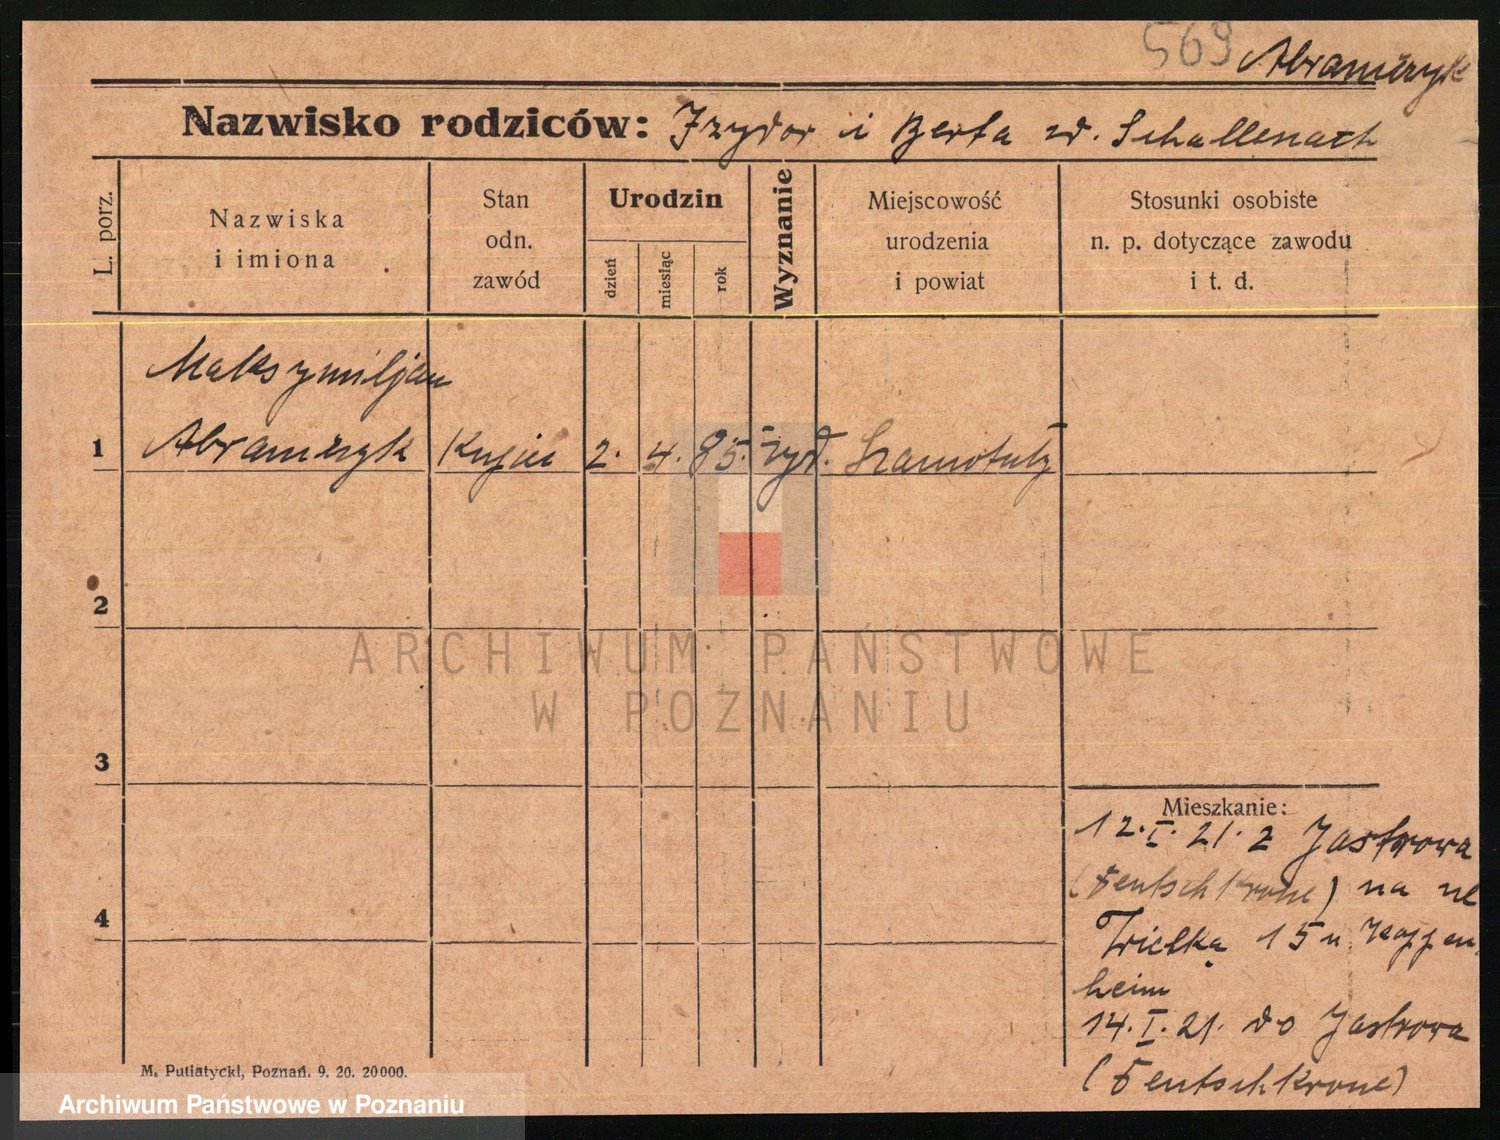 569 Abramczyk
Nazwisko rodziców: Izydor i Berta zd.
L. porz.
Nazwiska
i imiona
Stan
odn.
zawód
Urodzin
dzień
miesiąc
rok
Wyznanie
Miejscowość
urodzenia
i powiat
Stosunki osobiste
n. p. dotyczące zawodu
i t. d.
Maksymiljan
1 Abramczyk Kupiec 2. 4. 85. żyd. Szamotuły
2
ARCHIWUM PAŃSTWOWE
W POZNANIU
3
Mieszkanie:
12. I. 21. z Jastrowa
(Deutsch Krone) na ul
4
Wielką 15 u
heim
14. I. 21. do Jastrowa
(Deutsch Krone)
M. Putiatycki, Poznań. 9. 20. 20000.
Archiwum Państwowe w Poznaniu